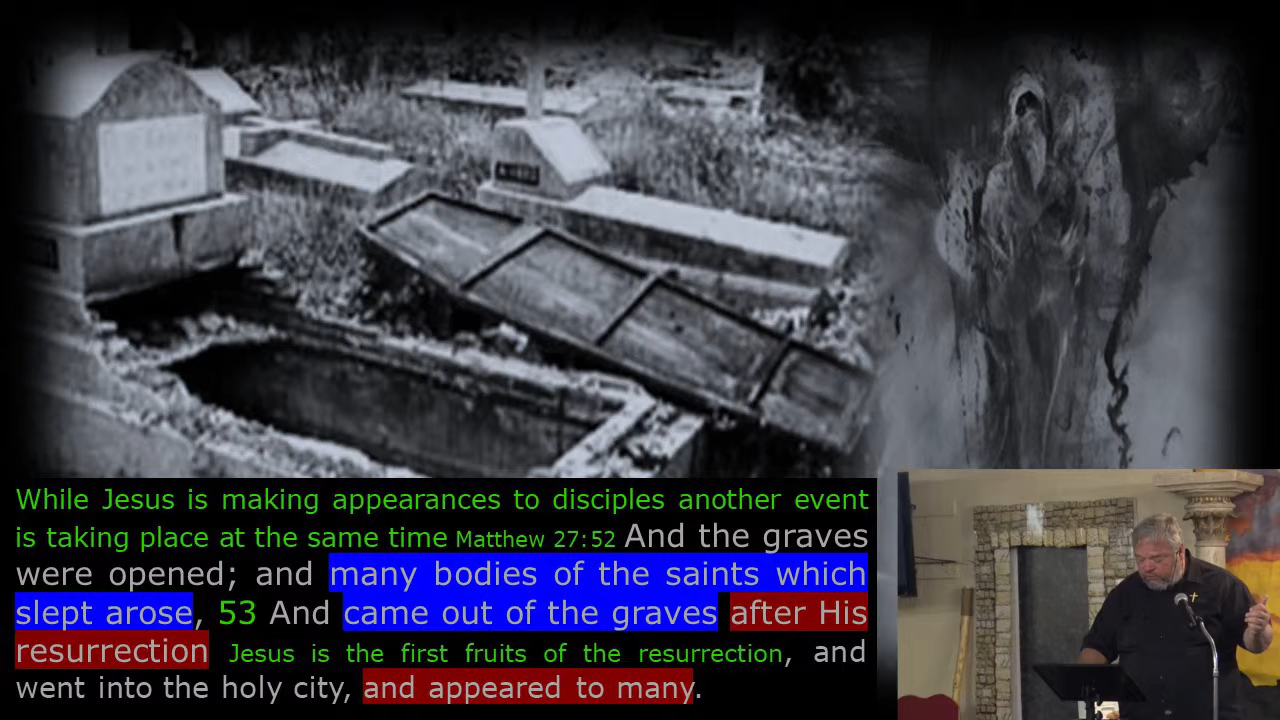 While Jesus is making appearances to disciples another event
is taking place at the same time Matthew 27:52 And the graves
were opened; and many bodies of the saints which
slept arose, 53 And came out of the graves after His
resurrection Jesus is the first fruits of the resurrection, and
went into the holy city, and appeared to many.